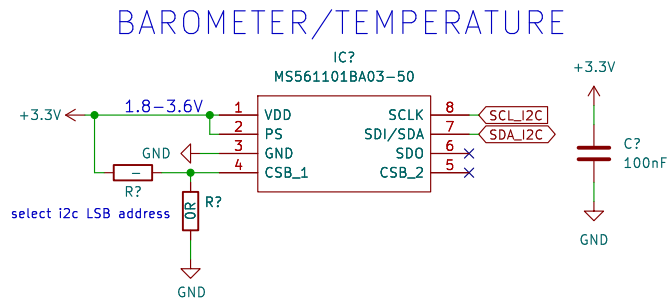 BAROMETER/TEMPERATURE
IC?
MS561101BA03-50
+3.3V
1.8-3.6V
1 VDD SCLK 8 SCL_I2C
2 PS SDI/SDA 7 SDA_I2C
GND 3 GND SDO 6
4 CSB_1 CSB_2 5
-
R?
select i2c LSB address
0R
R?
GND
+3.3V
C?
100nF
GND